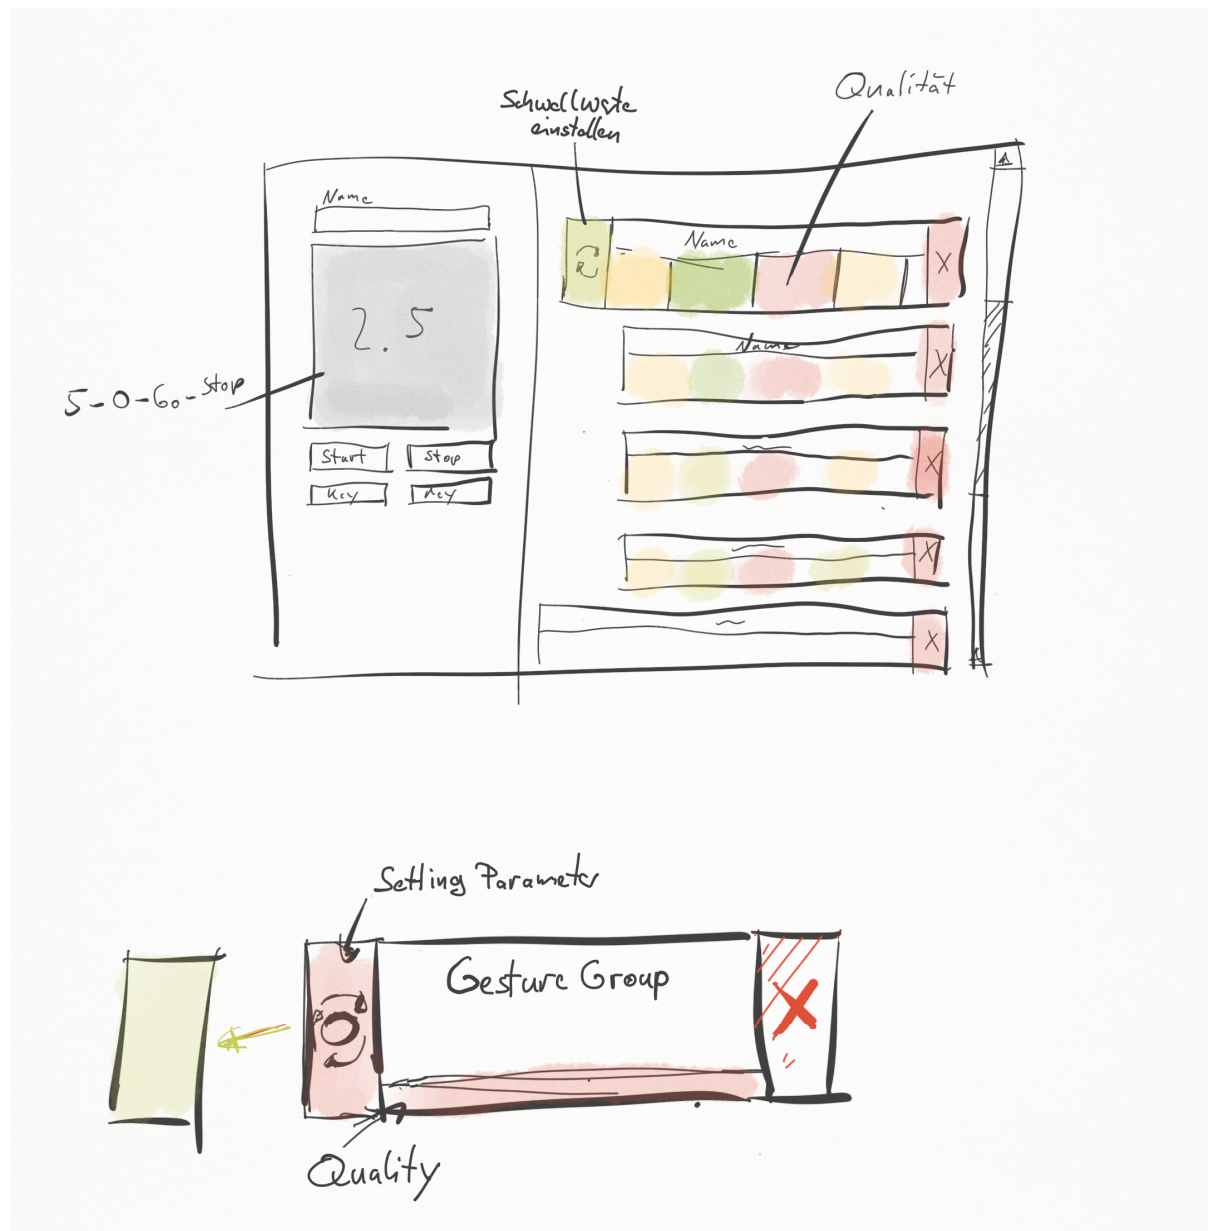 Qualität
Schwellwerte
einstellen
Name
Name
2.5
Name
5-0-60-Stop
Start
Stop
Key
Key
X
X
X
X
X
Setting Parameter
Gesture Group
X
Quality